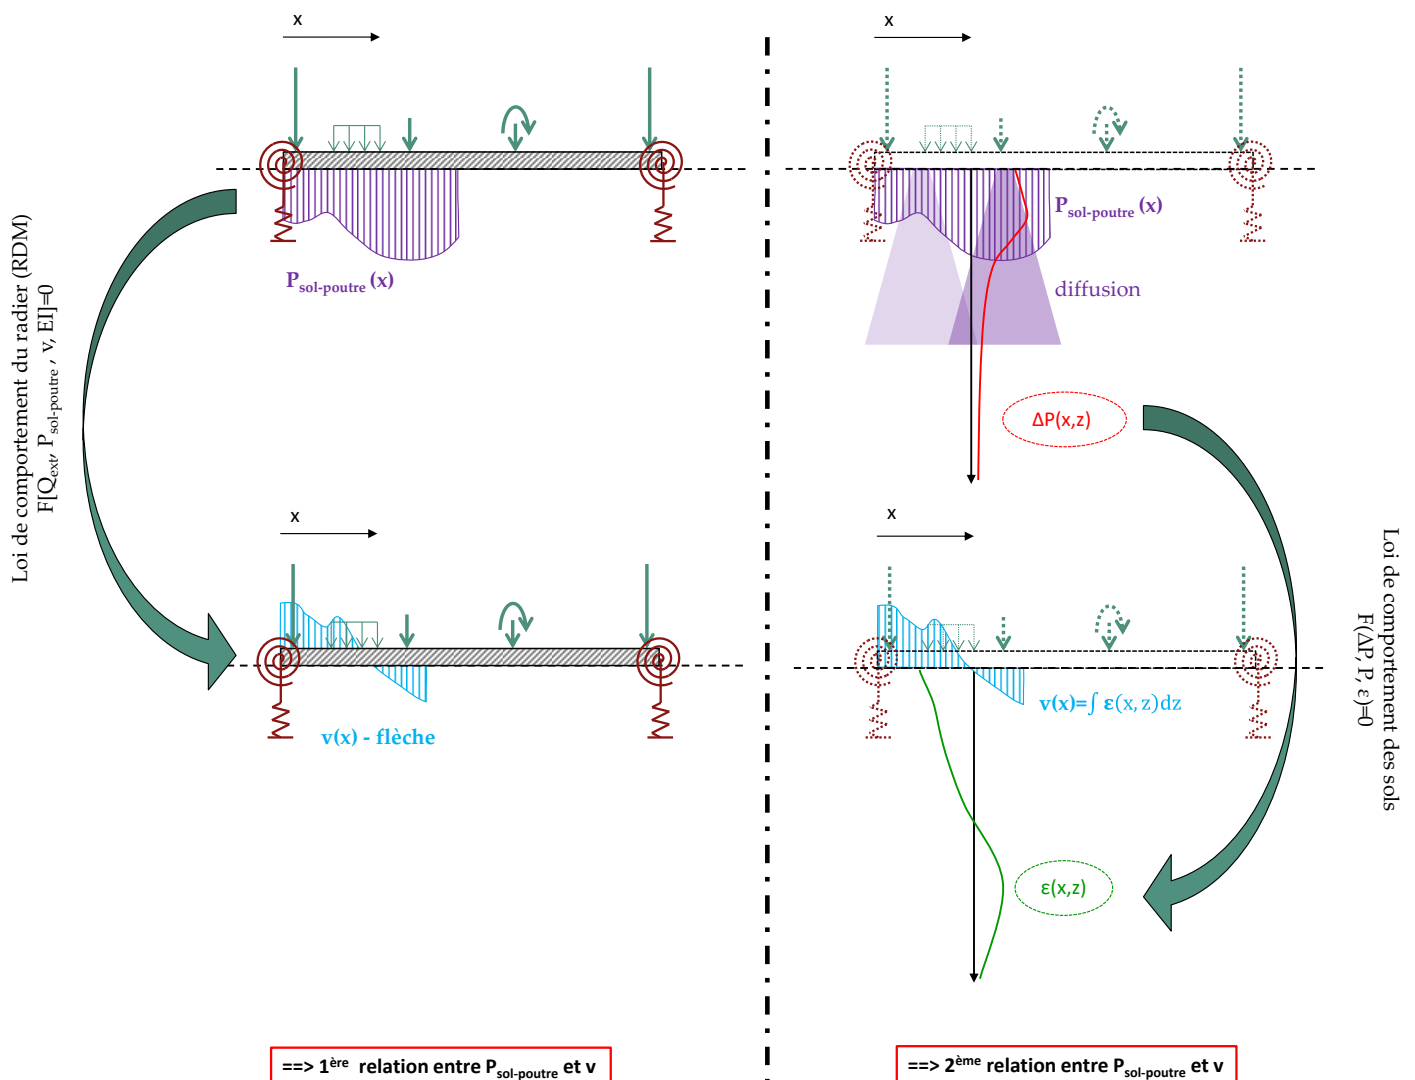 x
P sol-poutre (x)
Loi de comportement du radier (RDM)
F[Qext, Psol-poutre, v, EI]=0
x
v(x) - flèche
==> 1ère relation entre Psol-poutre et v
x
Psol-poutre (x)
diffusion
ΔP(x,z)
Loi de comportement des sols
F(ΔP, P, ε)=0
x
v(x)=∫ ε(x, z)dz
ε(x,z)
==> 2ème relation entre Psol-poutre et v